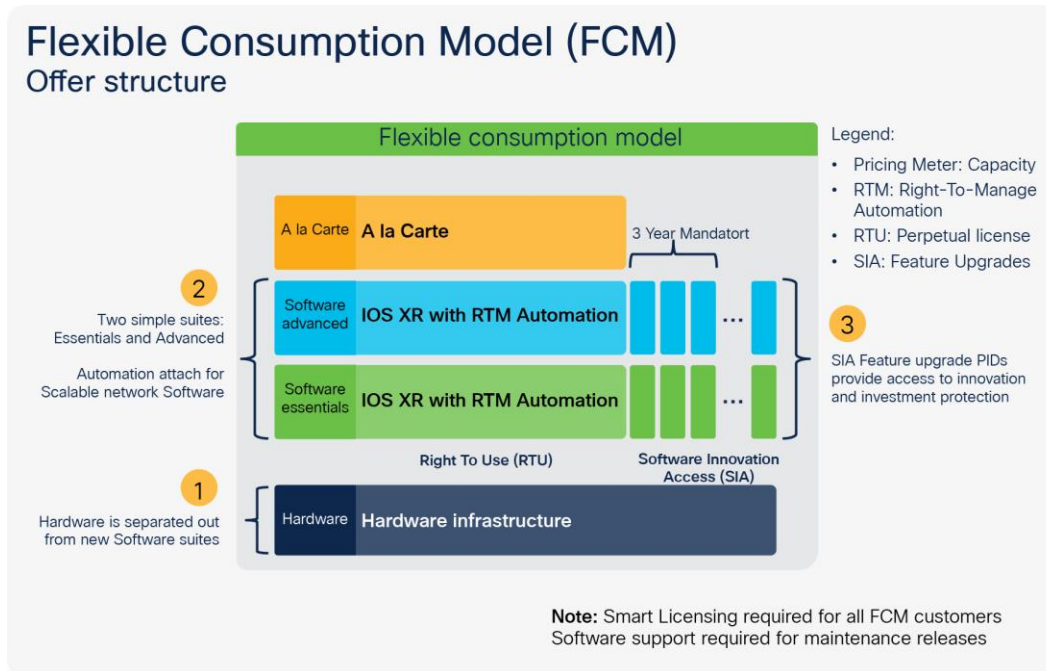 Flexible Consumption Model (FCM)
Offer structure
Flexible consumption model
A la Carte
A la Carte
3 Year Mandatort
2
Two simple suites:
Essentials and Advanced
Automation attach for
Scalable network Software
Software
advanced
IOS XR with RTM Automation
...
Software
essentials
IOS XR with RTM Automation
...
Right To Use (RTU)
Software Innovation
Access (SIA)
1
Hardware is separated out
from new Software suites
Hardware
Hardware infrastructure
Legend:
• Pricing Meter: Capacity
• RTM: Right-To-Manage
Automation
• RTU: Perpetual license
• SIA: Feature Upgrades
3
SIA Feature upgrade PIDs
provide access to innovation
and investment protection
Note: Smart Licensing required for all FCM customers
Software support required for maintenance releases